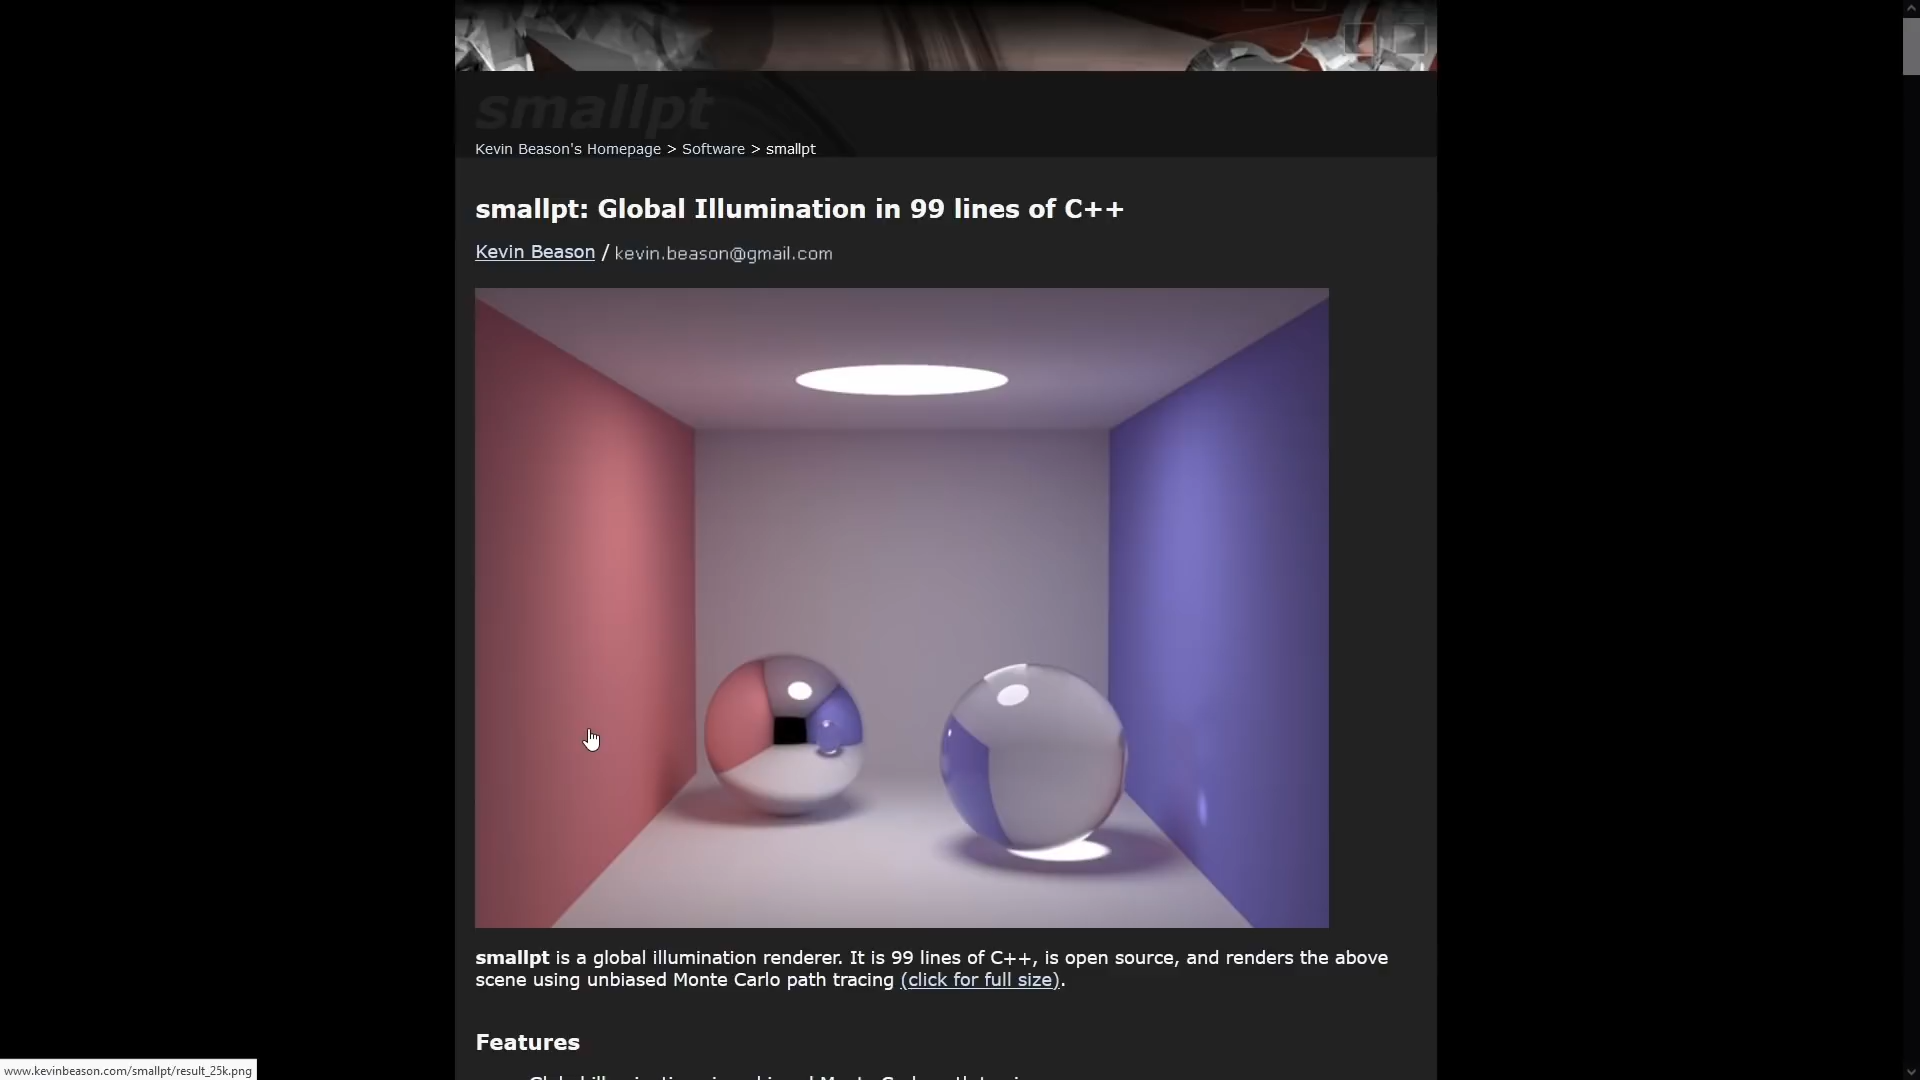 smallpt
Kevin Beason's Homepage > Software > smallpt
smallpt: Global Illumination in 99 lines of C++
Kevin Beason / kevin.beason@gmail.com
smallpt is a global illumination renderer. It is 99 lines of C++, is open source, and renders the above
scene using unbiased Monte Carlo path tracing (click for full size).
Features
www.kevinbeason.com/smallpt/result_25k.png